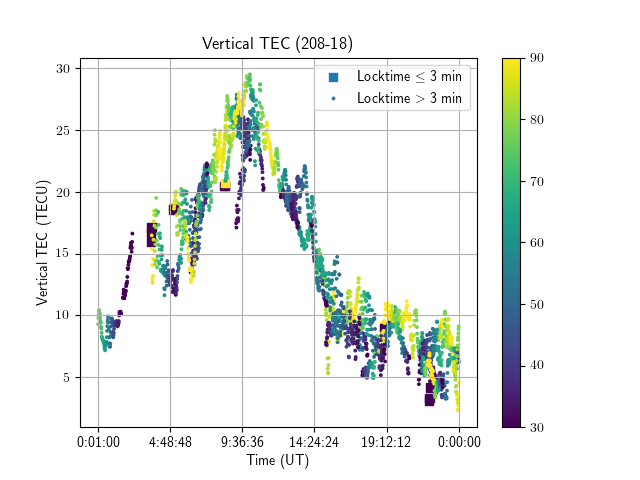 Vertical TEC (208-18)
Locktime ≤ 3 min
Locktime > 3 min
30
25
20
15
10
5
Vertical TEC (TECU)
0:01:00 4:48:48 9:36:36 14:24:24 19:12:12 0:00:00
Time (UT)
90
80
70
60
50
40
30